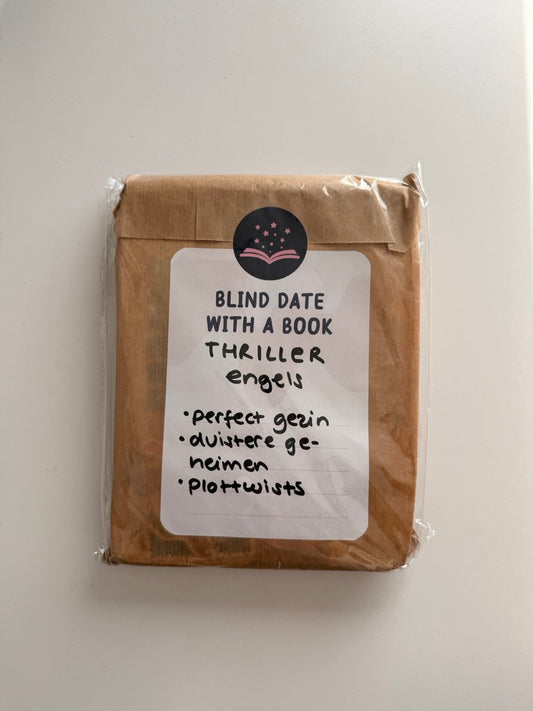 BLIND DATE
WITH A BOOK
THRILLER
engels
•perfect gezin
•duistere ge-
heimen
•plottwists